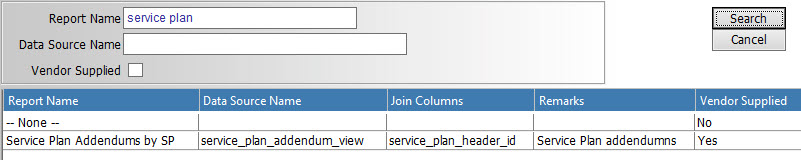 Report Name service plan Search
Data Source Name Cancel
Vendor Supplied
Report Name Data Source Name Join Columns Remarks Vendor Supplied
-- None -- No
Service Plan Addendums by SP service_plan_addendum_view service_plan_header_id Service Plan addendumns Yes